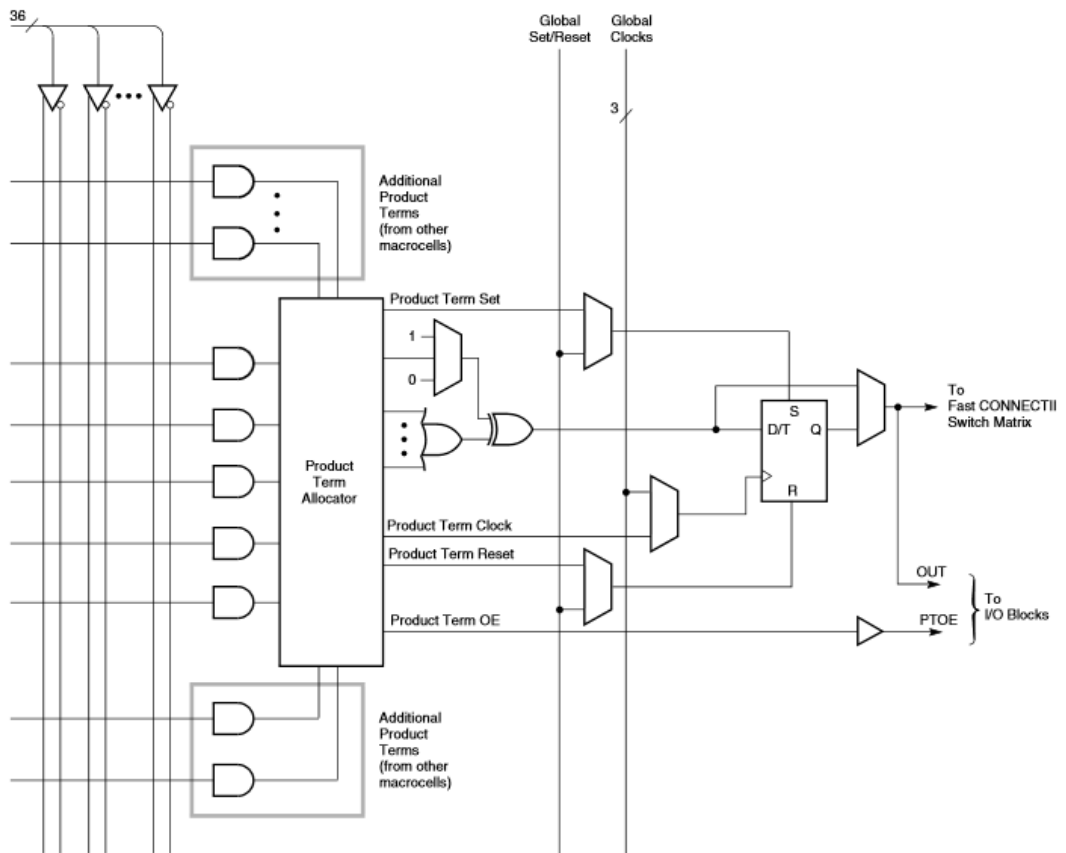 36
Global
Set/Reset
Global
Clocks
3
Additional
Product
Terms
(from other
macrocells)
Product Term Set
1
0
Product
Term
Allocator
S
D/T Q
R
To
Fast CONNECTII
Switch Matrix
Product Term Clock
Product Term Reset
OUT
To
I/O Blocks
Product Term OE
PTOE
Additional
Product
Terms
(from other
macrocells)